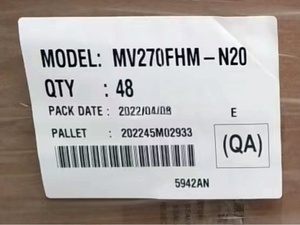 MODEL: MV270FHM-N20
QTY : 48
PACK DATE : 2022/04/08
E
PALLET : 202245M02933
(QA)
5942AN